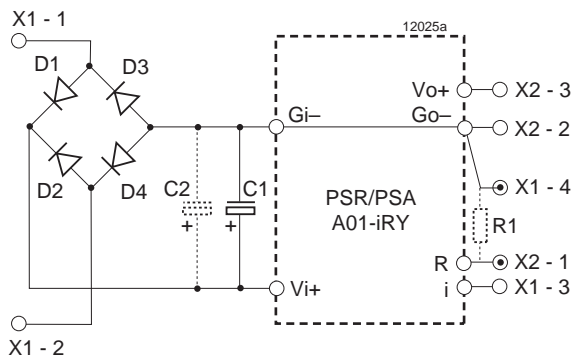 X1 - 1
12025a
D1
D3
Vo+
X2 - 3
Gi–
Go–
X2 - 2
D2
D4
C2
C1
+
+
PSR/PSA
A01-iRY
X1 - 4
R1
R
X2 - 1
Vi+
i
X1 - 3
X1 - 2